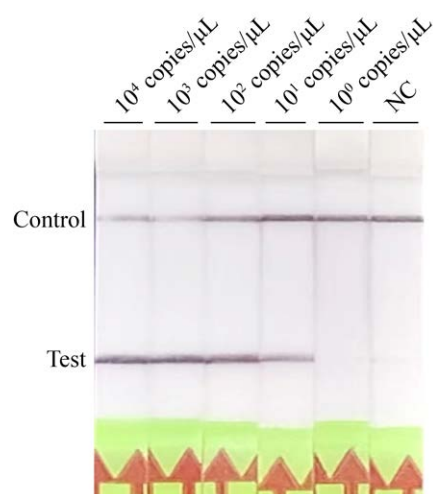 10⁴ copies/μL
10³ copies/μL
10² copies/μL
10¹ copies/μL
10⁰ copies/μL
NC
Control
Test